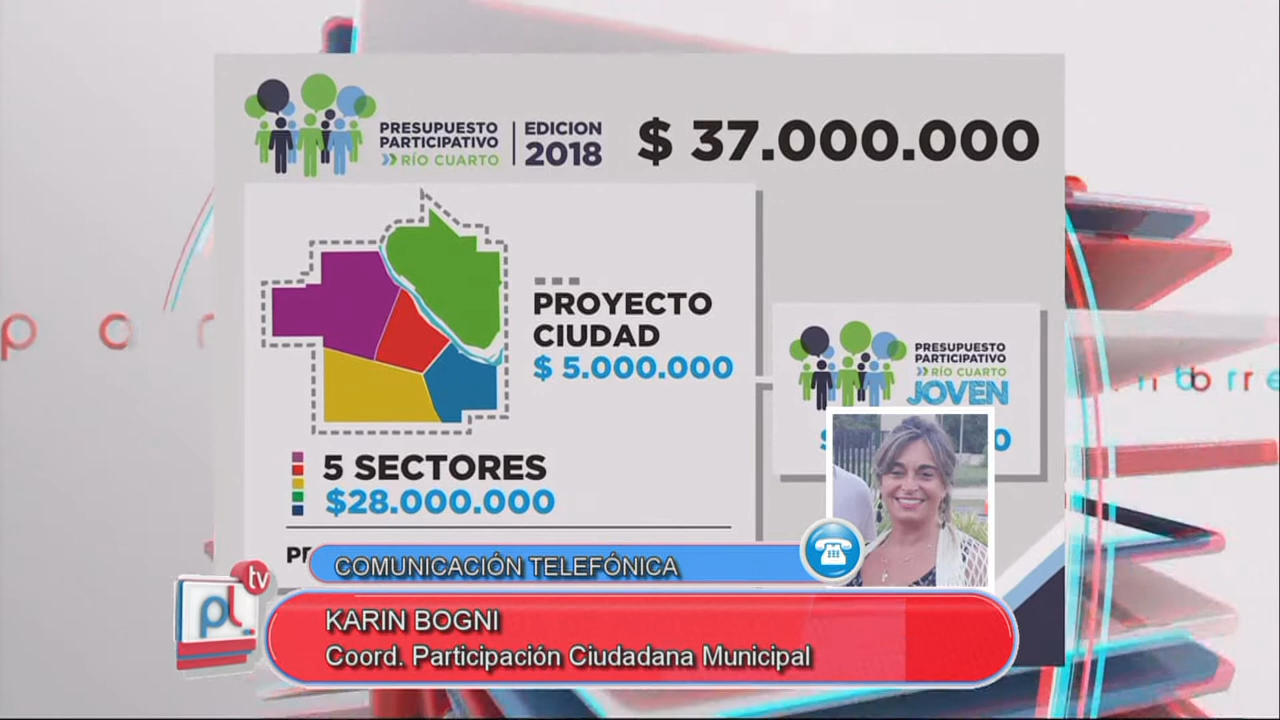 PRESUPUESTO
PARTICIPATIVO
RÍO CUARTO
EDICION
2018
$ 37.000.000
PROYECTO
CIUDAD
$ 5.000.000
5 SECTORES
$28.000.000
PRESUPUESTO
PARTICIPATIVO
RÍO CUARTO
JOVEN
COMUNICACIÓN TELEFÓNICA
pl tv
KARIN BOGNI
Coord. Participación Ciudadana Municipal